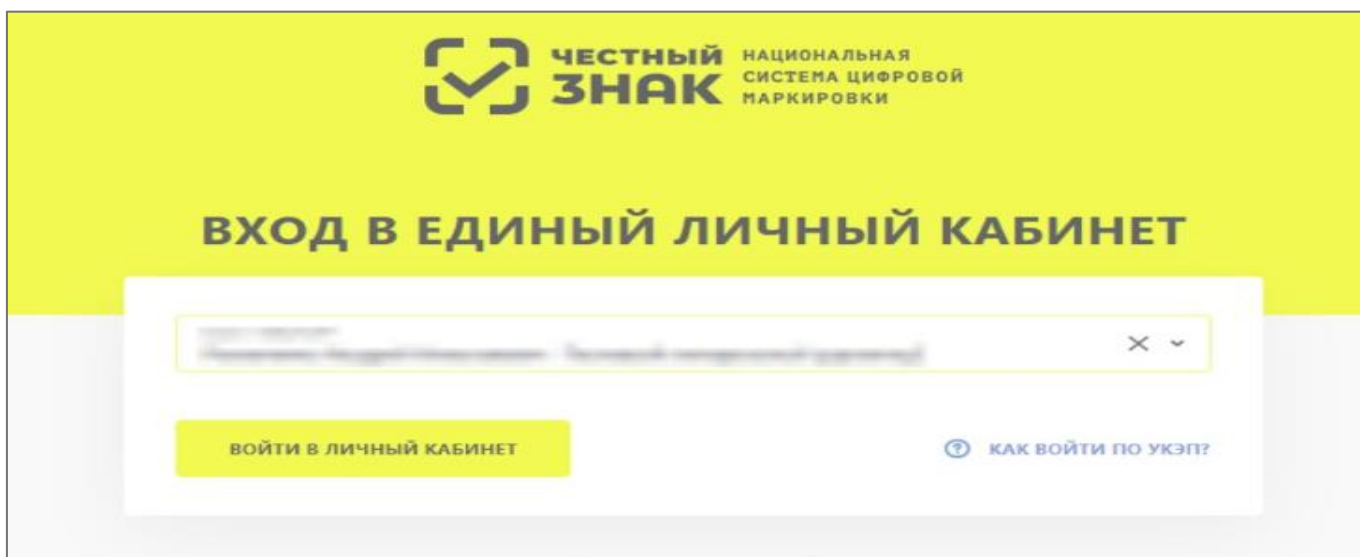 ЧЕСТНЫЙ
ЗНАК
НАЦИОНАЛЬНАЯ
СИСТЕМА ЦИФРОВОЙ
МАРКИРОВКИ
ВХОД В ЕДИНЫЙ ЛИЧНЫЙ КАБИНЕТ
ВОЙТИ В ЛИЧНЫЙ КАБИНЕТ
КАК ВОЙТИ ПО УКЭП?